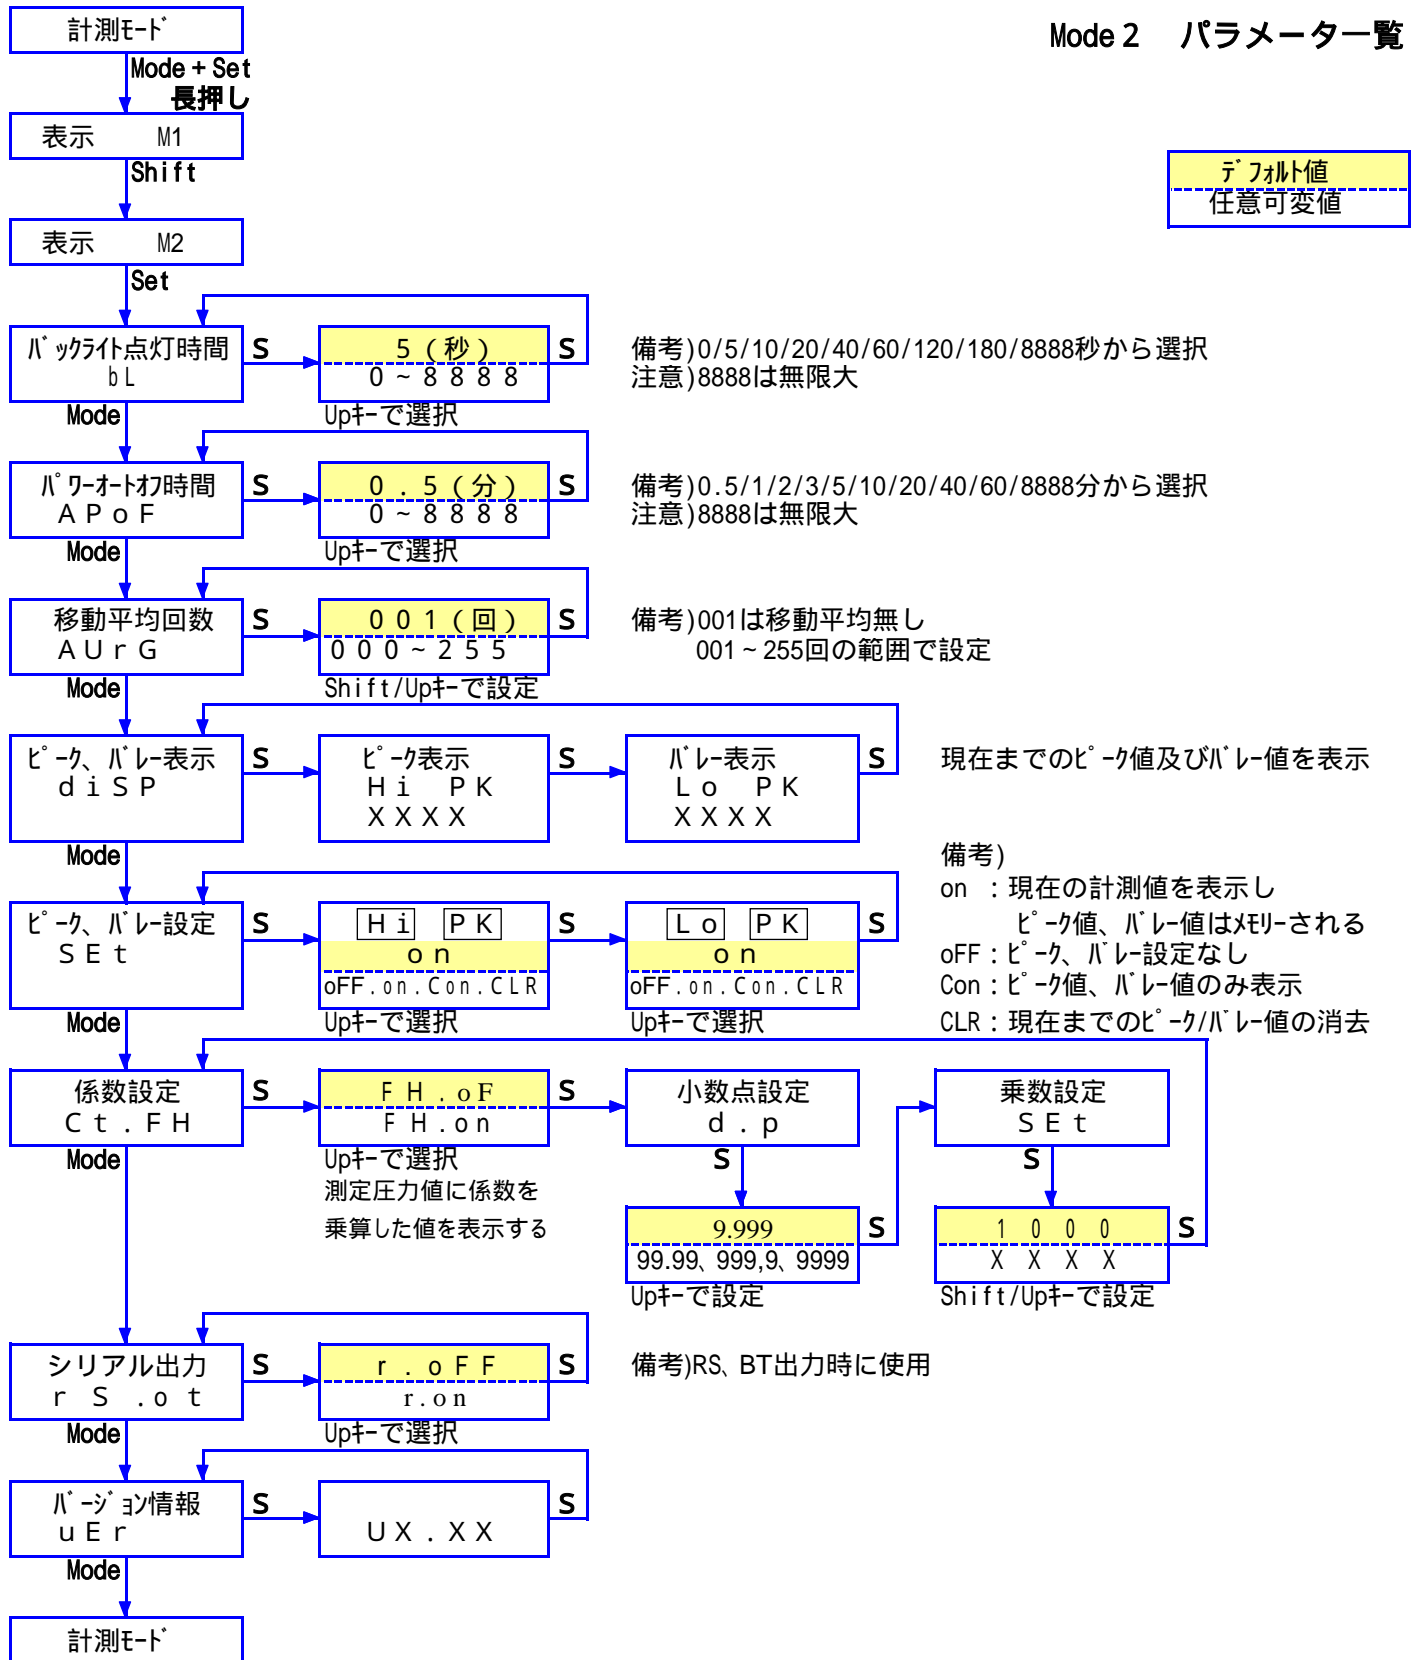 計測ﾓｰﾄﾞ
Mode 2　パラメータ一覧
Mode + Set
長押し
表示　M1
Shift
ﾃﾞﾌｫﾙﾄ値
任意可変値
表示　M2
Set
ﾊﾞｯｸﾗｲﾄ点灯時間
ｂＬ
S
５（秒）
０～８８８８
S
備考)0/5/10/20/40/60/120/180/8888秒から選択
注意)8888は無限大
Mode
Upｷｰで選択
ﾊﾟﾜｰｵｰﾄｵﾌ時間
ＡＰｏＦ
S
０．５（分）
０～８８８８
S
備考)0.5/1/2/3/5/10/20/40/60/8888分から選択
注意)8888は無限大
Mode
Upｷｰで選択
移動平均回数
ＡＵｒＧ
S
００１（回）
０００～２５５
S
備考)001は移動平均無し
001～255回の範囲で設定
Mode
Shift/Upｷｰで設定
ﾋﾟｰｸ、ﾊﾞﾚｰ表示
ｄｉＳＰ
S
ﾋﾟｰｸ表示
Ｈｉ　ＰＫ
ＸＸＸＸ
S
ﾊﾞﾚｰ表示
Ｌｏ　ＰＫ
ＸＸＸＸ
S
現在までのﾋﾟｰｸ値及びﾊﾞﾚｰ値を表示
Mode
ﾋﾟｰｸ、ﾊﾞﾚｰ設定
ＳＥｔ
S
Ｈｉ　ＰＫ
ｏｎ
oFF.on.Con.CLR
S
Ｌｏ　ＰＫ
ｏｎ
oFF.on.Con.CLR
S
備考)
on ：現在の計測値を表示し
ﾋﾟｰｸ値、ﾊﾞﾚｰ値はﾒﾓﾘｰされる
oFF：ﾋﾟｰｸ、ﾊﾞﾚｰ設定なし
Con：ﾋﾟｰｸ値、ﾊﾞﾚｰ値のみ表示
CLR：現在までのﾋﾟｰｸ/ﾊﾞﾚｰ値の消去
Mode
Upｷｰで選択
Upｷｰで選択
係数設定
Ｃｔ．ＦＨ
S
ＦＨ．oF
ＦＨ.on
S
小数点設定
ｄ．ｐ
乗数設定
ＳＥｔ
Mode
Upｷｰで選択
測定圧力値に係数を
乗算した値を表示する
S
S
9.999
99.99、999,9、9999
S
１０００
ＸＸＸＸ
S
Upｷｰで設定
Shift/Upｷｰで設定
シリアル出力
ｒＳ.ｏｔ
S
ｒ．ｏＦＦ
r.on
S
備考)RS、BT出力時に使用
Mode
Upｷｰで選択
ﾊﾞｰｼﾞｮﾝ情報
ｕＥｒ
S
ＵＸ．ＸＸ
S
Mode
計測ﾓｰﾄﾞ